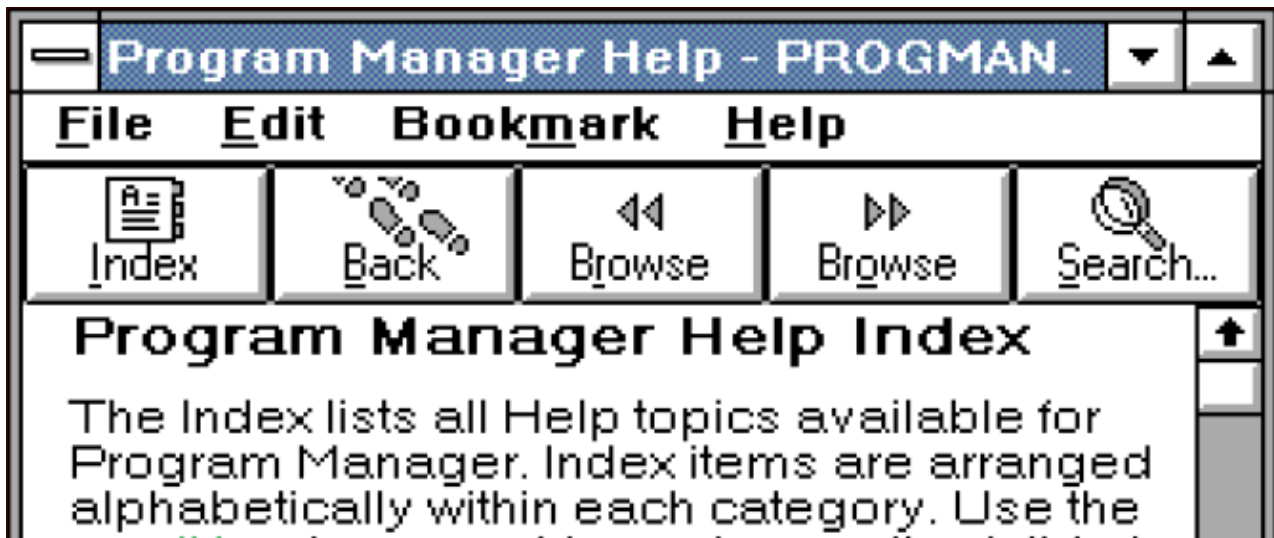 Program Manager Help - PROGMAN.
File Edit Bookmark Help
Index Back Browse Browse Search...
Program Manager Help Index
The Index lists all Help topics available for
Program Manager. Index items are arranged
alphabetically within each category. Use the